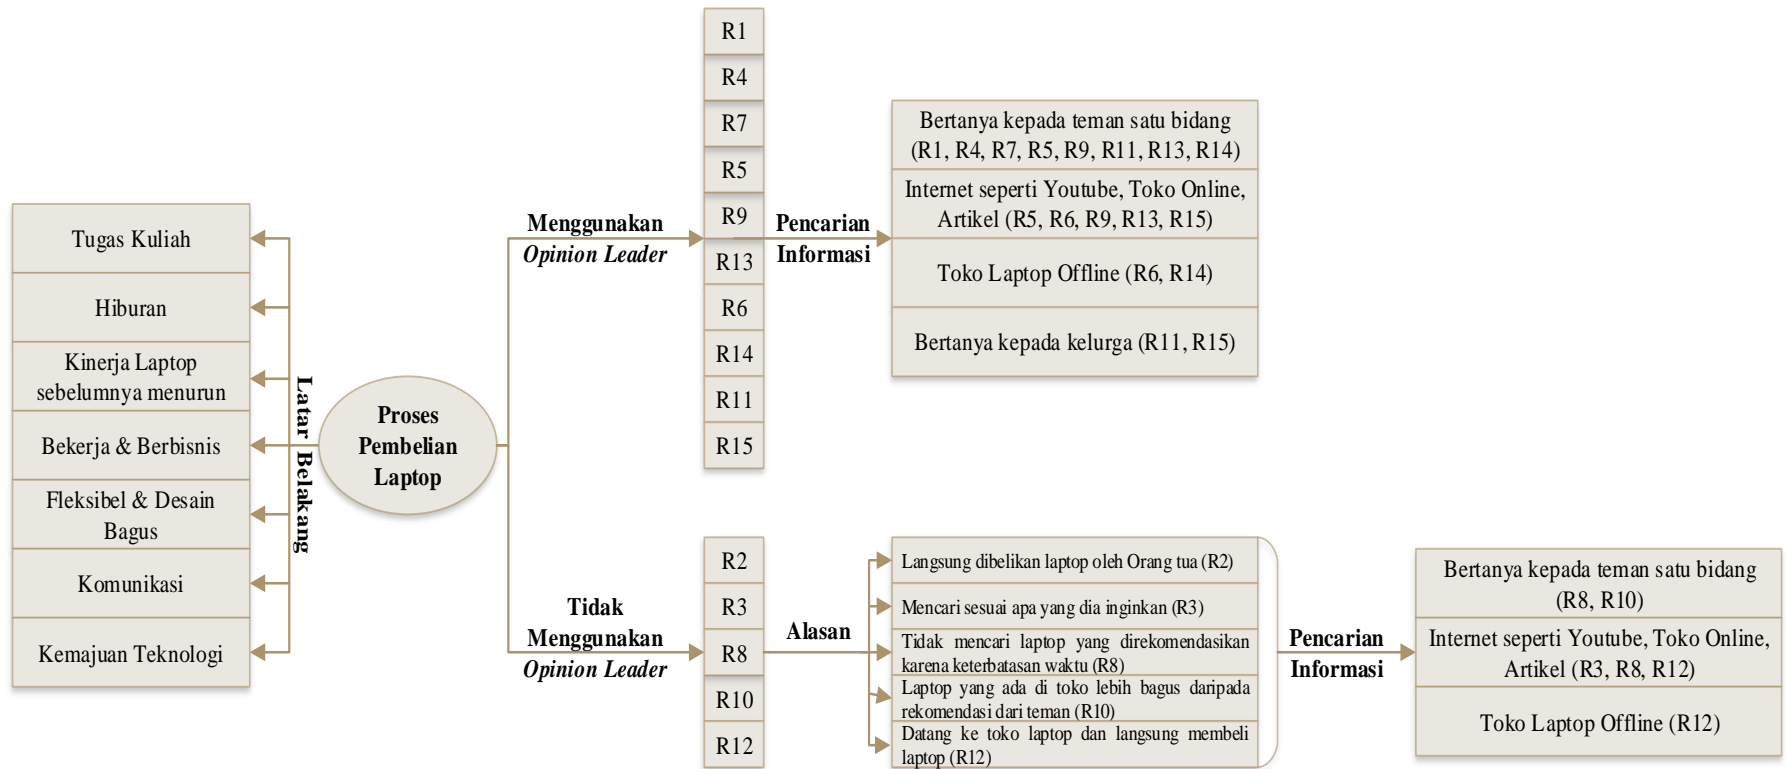 Tugas Kuliah
Hiburan
Kinerja Laptop
sebelumnya menurun
Bekerja & Berbisnis
Fleksibel & Desain
Bagus
Komunikasi
Kemajuan Teknologi
Latar Belakang
Proses
Pembelian
Laptop
Menggunakan
Opinion Leader
R1
R4
R7
R5
R9
R13
R6
R14
R11
R15
Pencarian
Informasi
Bertanya kepada teman satu bidang
(R1, R4, R7, R5, R9, R11, R13, R14)
Internet seperti Youtube, Toko Online,
Artikel (R5, R6, R9, R13, R15)
Toko Laptop Offline (R6, R14)
Bertanya kepada kelurga (R11, R15)
Tidak
Menggunakan
Opinion Leader
R2
R3
R8
R10
R12
Alasan
Langsung dibelikan laptop oleh Orang tua (R2)
Mencari sesuai apa yang dia inginkan (R3)
Tidak mencari laptop yang direkomendasikan
karena keterbatasan waktu (R8)
Laptop yang ada di toko lebih bagus daripada
rekomendasi dari teman (R10)
Datang ke toko laptop dan langsung membeli
laptop (R12)
Pencarian
Informasi
Bertanya kepada teman satu bidang
(R8, R10)
Internet seperti Youtube, Toko Online,
Artikel (R3, R8, R12)
Toko Laptop Offline (R12)